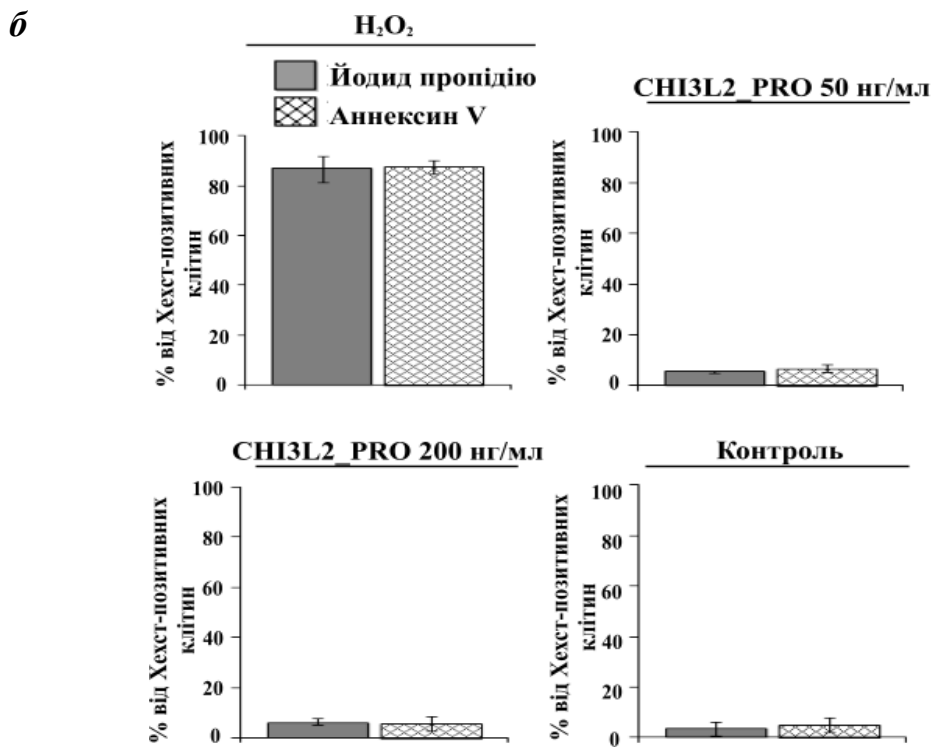 б
H₂O₂
Йодид пропідію
Аннексин V
% від Хехст-позитивних
клітин
100
80
60
40
20
0
CHI3L2_PRO 50 нг/мл
% від Хехст-позитивних
клітин
100
80
60
40
20
0
CHI3L2_PRO 200 нг/мл
% від Хехст-позитивних
клітин
100
80
60
40
20
0
Контроль
% від Хехст-позитивних
клітин
100
80
60
40
20
0